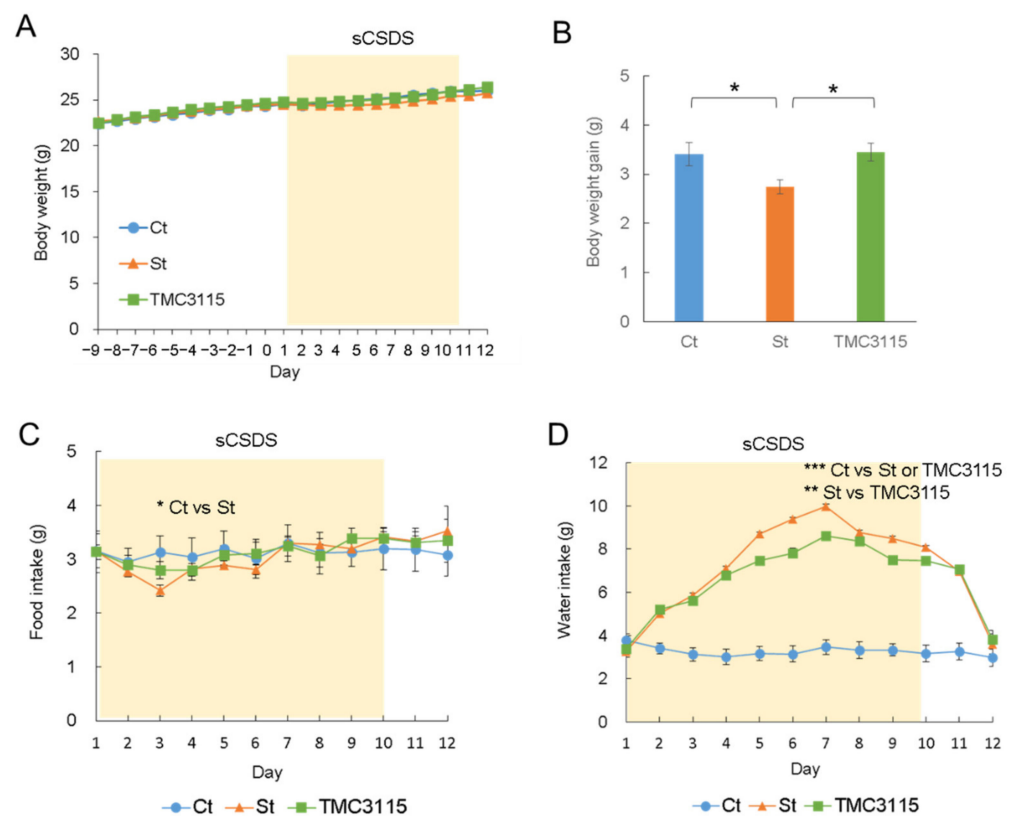 A
sCSDS
30
25
20
15
10
5
0
Body weight (g)
Ct
St
TMC3115
−9 −8 −7 −6 −5 −4 −3 −2 −1 0 1 2 3 4 5 6 7 8 9 10 11 12
Day
B
5
4
3
2
1
0
Body weight gain (g)
* *
Ct St TMC3115
C
sCSDS
5
4
3
2
1
0
Food intake (g)
* Ct vs St
1 2 3 4 5 6 7 8 9 10 11 12
Day
Ct St TMC3115
D
sCSDS
12
10
8
6
4
2
0
Water intake (g)
*** Ct vs St or TMC3115
** St vs TMC3115
1 2 3 4 5 6 7 8 9 10 11 12
Day
Ct St TMC3115